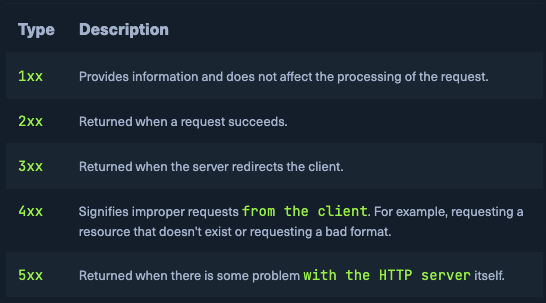 Type Description
1xx Provides information and does not affect the processing of the request.
2xx Returned when a request succeeds.
3xx Returned when the server redirects the client.
4xx Signifies improper requests from the client. For example, requesting a
resource that doesn't exist or requesting a bad format.
5xx Returned when there is some problem with the HTTP server itself.